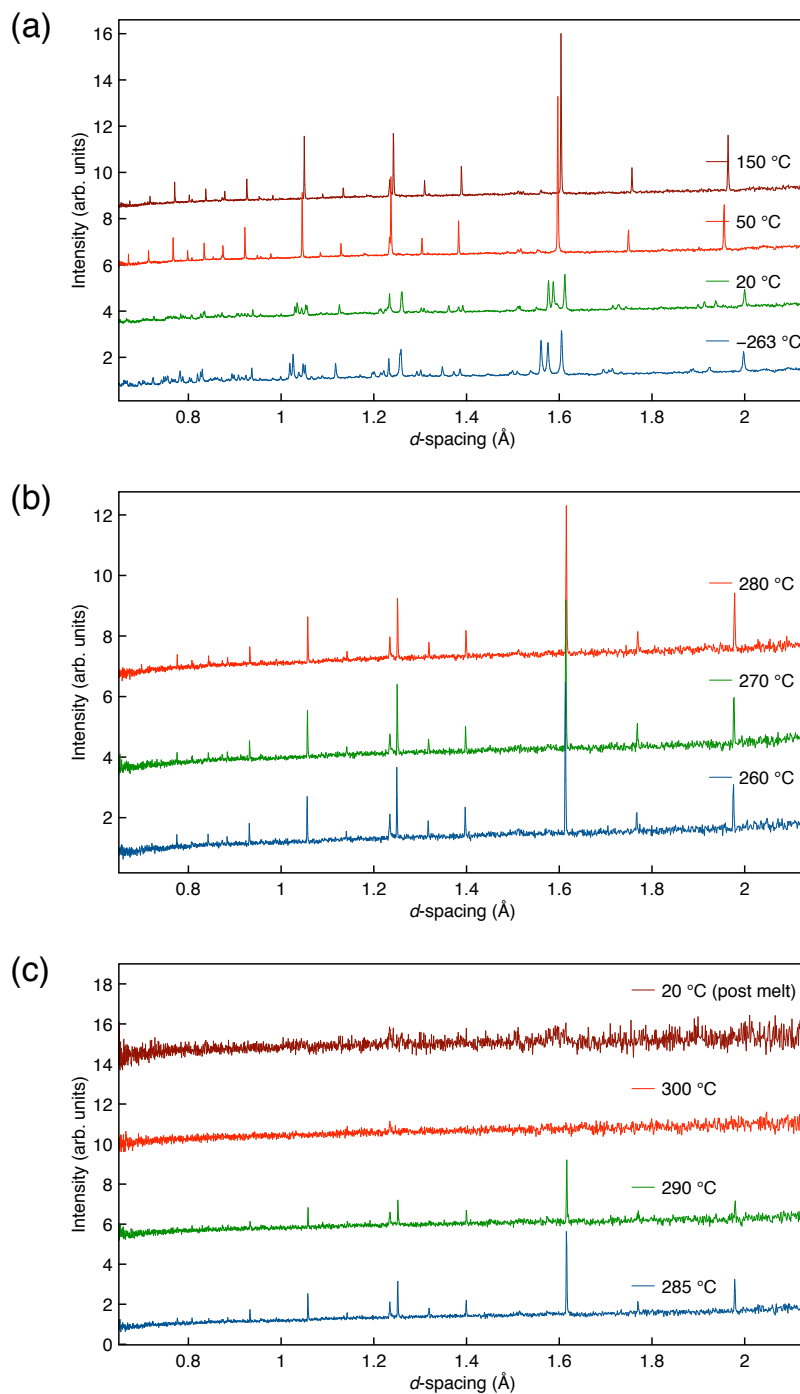 (a)
16
14
12
10
8
6
4
2
Intensity (arb. units)
150 °C
50 °C
20 °C
−263 °C
0.8 1 1.2 1.4 1.6 1.8 2
d-spacing (Å)
(b)
12
10
8
6
4
2
Intensity (arb. units)
280 °C
270 °C
260 °C
0.8 1 1.2 1.4 1.6 1.8 2
d-spacing (Å)
(c)
18
16
14
12
10
8
6
4
2
0
Intensity (arb. units)
20 °C (post melt)
300 °C
290 °C
285 °C
0.8 1 1.2 1.4 1.6 1.8 2
d-spacing (Å)